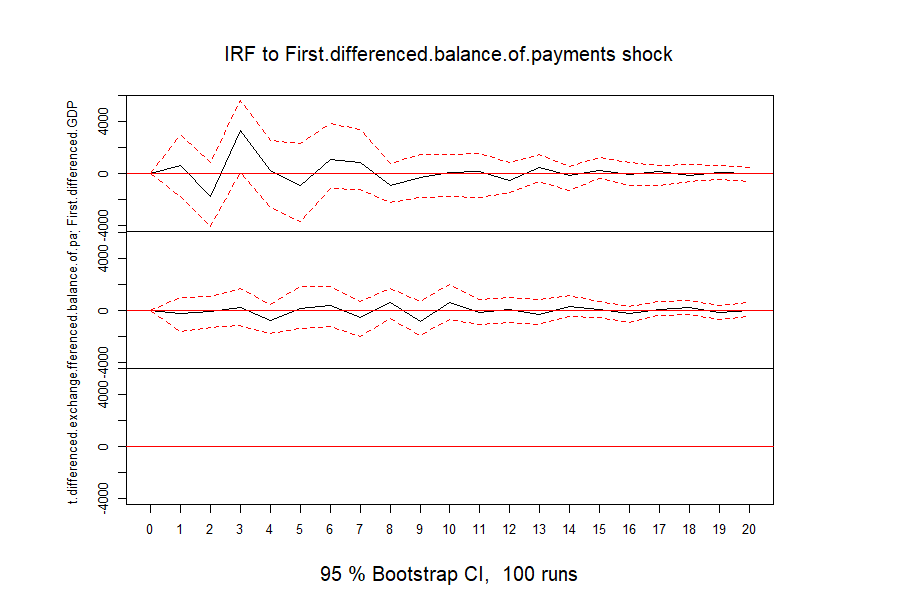 IRF to First.differenced.balance.of.payments shock
First.differenced.GDP
4000
0
-4000
fferenced.balance.of.pa
4000
0
-4000
t.differenced.exchange.
4000
0
-4000
0 1 2 3 4 5 6 7 8 9 10 11 12 13 14 15 16 17 18 19 20
95 % Bootstrap CI, 100 runs